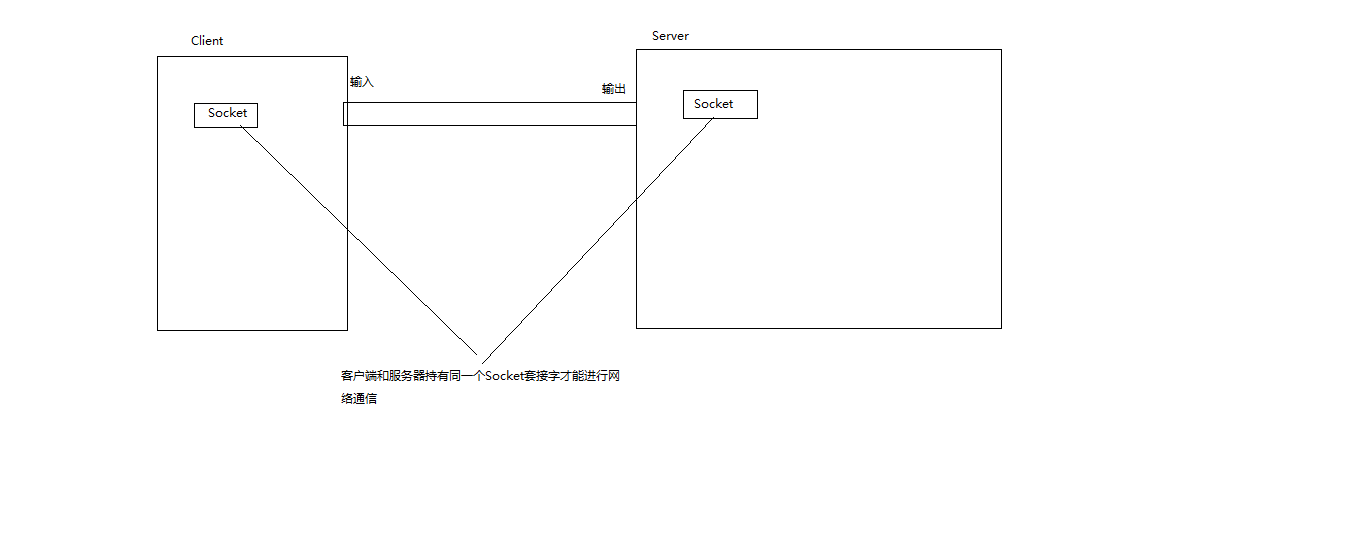 Client
Server
输入
输出
Socket
Socket
客户端和服务器持有同一个Socket套接字才能进行网
络通信